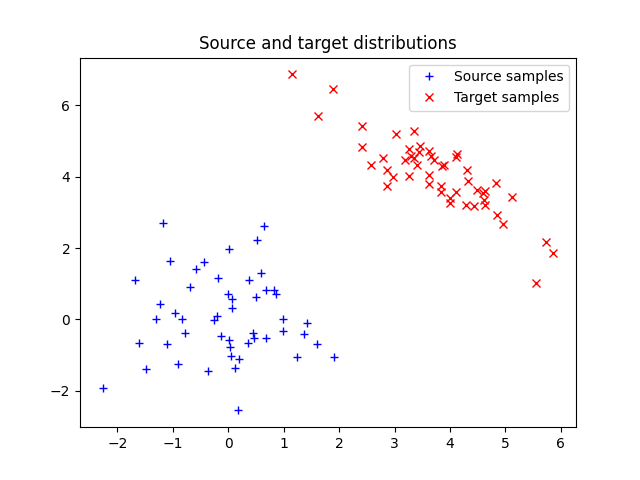 Source and target distributions
Source samples
Target samples
6
4
2
0
−2
−2 −1 0 1 2 3 4 5 6